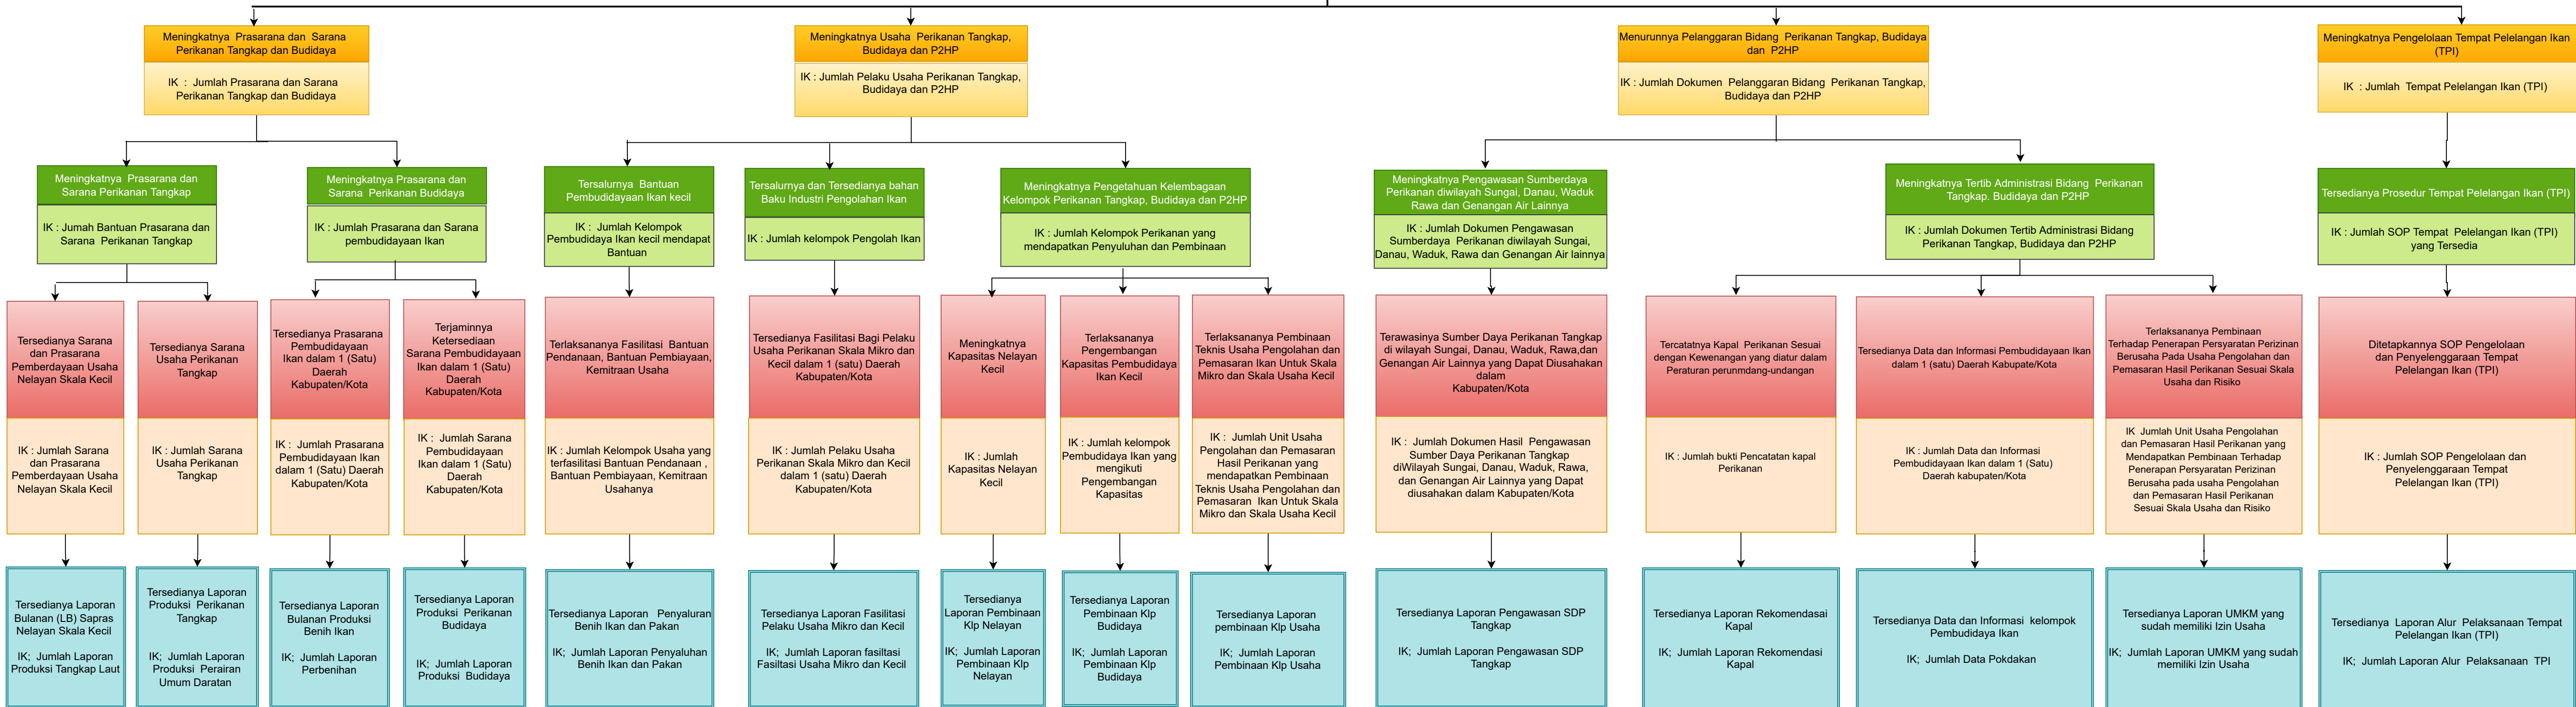 Meningkatnya  Prasarana dan  Sarana
Perikanan Tangkap dan Budidaya
IK  :  Jumlah Prasarana dan Sarana
Perikanan Tangkap dan Budidaya
Meningkatnya Usaha  Perikanan Tangkap,
Budidaya dan P2HP
IK : Jumlah Pelaku Usaha Perikanan Tangkap,
Budidaya dan P2HP
Menurunnya Pelanggaran Bidang  Perikanan Tangkap, Budidaya
dan  P2HP
IK : Jumlah Dokumen  Pelanggaran Bidang  Perikanan Tangkap,
Budidaya dan P2HP
Meningkatnya Pengelolaan Tempat Pelelangan Ikan
(TPI)
IK  : Jumlah  Tempat Pelelangan Ikan (TPI)
Meningkatnya  Prasarana dan
Sarana Perikanan Tangkap
IK : Jumah Bantuan Prasarana dan
Sarana  Perikanan Tangkap
Meningkatnya Prasarana dan
Sarana  Perikanan Budidaya
IK : Jumlah Prasarana dan Sarana
pembudidayaan Ikan
Tersalurnya  Bantuan
Pembudidayaan Ikan kecil
IK :  Jumlah Kelompok
Pembudidaya Ikan kecil mendapat
Bantuan
Tersalurnya dan Tersedianya bahan
Baku Industri Pengolahan Ikan
IK : Jumlah kelompok Pengolah Ikan
Meningkatnya Pengetahuan Kelembagaan
Kelompok Perikanan Tangkap, Budidaya dan P2HP
IK : Jumlah Kelompok Perikanan yang
mendapatkan Penyuluhan dan Pembinaan
Meningkatnya Pengawasan Sumberdaya
Perikanan diwilayah Sungai, Danau, Waduk
Rawa dan Genangan Air Lainnya
IK : Jumlah Dokumen Pengawasan
Sumberdaya  Perikanan diwilayah Sungai,
Danau, Waduk, Rawa dan Genangan Air lainnya
Meningkatnya Tertib Administrasi Bidang  Perikanan
Tangkap. Budidaya dan P2HP
IK : Jumlah Dokumen Tertib Administrasi Bidang
Perikanan Tangkap, Budidaya dan P2HP
Tersedianya Prosedur Tempat Pelelangan Ikan (TPI)
IK : Jumlah SOP Tempat  Pelelangan Ikan (TPI)
yang Tersedia
Tersedianya Sarana
dan Prasarana
Pemberdayaan Usaha
Nelayan Skala Kecil
IK : Jumlah Sarana
dan Prasarana
Pemberdayaan Usaha
Nelayan Skala Kecil
Tersedianya Sarana
Usaha Perikanan
Tangkap
IK : Jumlah Sarana
Usaha Perikanan
Tangkap
Tersedianya Prasarana
Pembudidayaan
Ikan dalam 1 (Satu)
Daerah
Kabupaten/Kota
IK :  Jumlah Prasarana
Pembudidayaan Ikan
dalam 1 (Satu) Daerah
Kabupaten/Kota
Terjaminnya
Ketersediaan
Sarana Pembudidayaan
Ikan dalam 1 (Satu)
Daerah
Kabupaten/Kota
IK :  Jumlah Sarana
Pembudidayaan
Ikan dalam 1 (Satu)
Daerah
Kabupaten/Kota
Terlaksananya Fasilitasi  Bantuan
Pendanaan, Bantuan Pembiayaan,
Kemitraan Usaha
IK : Jumlah Kelompok Usaha yang
terfasilitasi Bantuan Pendanaan ,
Bantuan Pembiayaan, Kemitraan
Usahanya
Tersedianya Fasilitasi Bagi Pelaku
Usaha Perikanan Skala Mikro dan
Kecil dalam 1 (satu) Daerah
Kabupaten/Kota
IK : Jumlah Pelaku Usaha
Perikanan Skala Mikro dan Kecil
dalam 1 (satu) Daerah
Kabupaten/Kota
Meningkatnya
Kapasitas Nelayan
Kecil
IK : Jumlah
Kapasitas Nelayan
Kecil
Terlaksananya
Pengembangan
Kapasitas Pembudidaya
Ikan Kecil
IK : Jumlah kelompok
Pembudidaya Ikan yang
mengikuti
Pengembangan
Kapasitas
Terlaksananya Pembinaan
Teknis Usaha Pengolahan dan
Pemasaran Ikan Untuk Skala
Mikro dan Skala Usaha Kecil
IK :  Jumlah Unit Usaha
Pengolahan dan Pemasaran
Hasil Perikanan yang
mendapatkan Pembinaan
Teknis Usaha Pengolahan dan
Pemasaran  Ikan Untuk Skala
Mikro dan Skala Usaha Kecil
Terawasinya Sumber Daya Perikanan Tangkap
di wilayah Sungai, Danau, Waduk, Rawa,dan
Genangan Air Lainnya yang Dapat Diusahakan
dalam
Kabupaten/Kota
IK :  Jumlah Dokumen Hasil  Pengawasan
Sumber Daya Perikanan Tangkap
diWilayah Sungai, Danau, Waduk, Rawa,
dan Genangan Air Lainnya yang Dapat
diusahakan dalam Kabupaten/Kota
Tercatatnya Kapal  Perikanan Sesuai
dengan Kewenangan yang diatur dalam
Peraturan perunmdang-undangan
IK : Jumlah bukti Pencatatan kapal
Perikanan
Tersedianya Data dan Informasi Pembudidayaan Ikan
dalam 1 (satu) Daerah Kabupate/Kota
IK : Jumlah Data dan Informasi
Pembudidayaan Ikan dalam 1 (Satu)
Daerah kabupaten/Kota
Terlaksananya Pembinaan
Terhadap Penerapan Persyaratan Perizinan
Berusaha Pada Usaha Pengolahan dan
Pemasaran Hasil Perikanan Sesuai Skala
Usaha dan Risiko
IK  Jumlah Unit Usaha Pengolahan
dan Pemasaran Hasil Perikanan yang
Mendapatkan Pembinaan Terhadap
Penerapan Persyaratan Perizinan
Berusaha pada usaha Pengolahan
dan Pemasaran Hasil Perikanan
Sesuai Skala Usaha dan Risiko
Ditetapkannya SOP Pengelolaan
dan Penyelenggaraan Tempat
Pelelangan Ikan (TPI)
IK : Jumlah SOP Pengelolaan dan
Penyelenggaraan Tempat
Pelelangan Ikan (TPI)
Tersedianya Laporan
Bulanan (LB) Sapras
Nelayan Skala Kecil
IK;  Jumlah Laporan
Produksi Tangkap Laut
Tersedianya Laporan
Produksi  Perikanan
Tangkap
IK;  Jumlah Laporan
Produksi  Perairan
Umum Daratan
Tersedianya Laporan
Bulanan Produksi
Benih Ikan
IK;  Jumlah Laporan
Perbenihan
Tersedianya Laporan
Produksi  Perikanan
Budidaya
IK;  Jumlah Laporan
Produksi  Budidaya
Tersedianya Laporan   Penyaluran
Benih Ikan dan Pakan
IK;  Jumlah Laporan Penyaluhan
Benih Ikan dan Pakan
Tersedianya Laporan Fasilitasi
Pelaku Usaha Mikro dan Kecil
IK;  Jumlah Laporan fasiltasi
Fasiltasi Usaha Mikro dan Kecil
Tersedianya
Laporan Pembinaan
Klp Nelayan
IK;  Jumlah Laporan
Pembinaan Klp
Nelayan
Tersedianya Laporan
Pembinaan Klp
Budidaya
IK;  Jumlah Laporan
Pembinaan Klp
Budidaya
Tersedianya Laporan
pembinaan Klp Usaha
IK;  Jumlah Laporan
Pembinaan Klp Usaha
Tersedianya Laporan Pengawasan SDP
Tangkap
IK;  Jumlah Laporan Pengawasan SDP
Tangkap
Tersedianya Laporan Rekomendasai
Kapal
IK;  Jumlah Laporan Rekomendasi
Kapal
Tersedianya  Data dan Informasi  kelompok
Pembudidaya Ikan
IK;  Jumlah Data Pokdakan
Tersedianya Laporan UMKM yang
sudah memiliki Izin Usaha
IK;  Jumlah Laporan UMKM yang sudah
memiliki Izin Usaha
Tersedianya  Laporan Alur  Pelaksanaan Tempat
Pelelangan Ikan (TPI)
IK;  Jumlah Laporan Alur  Pelaksanaan  TPI